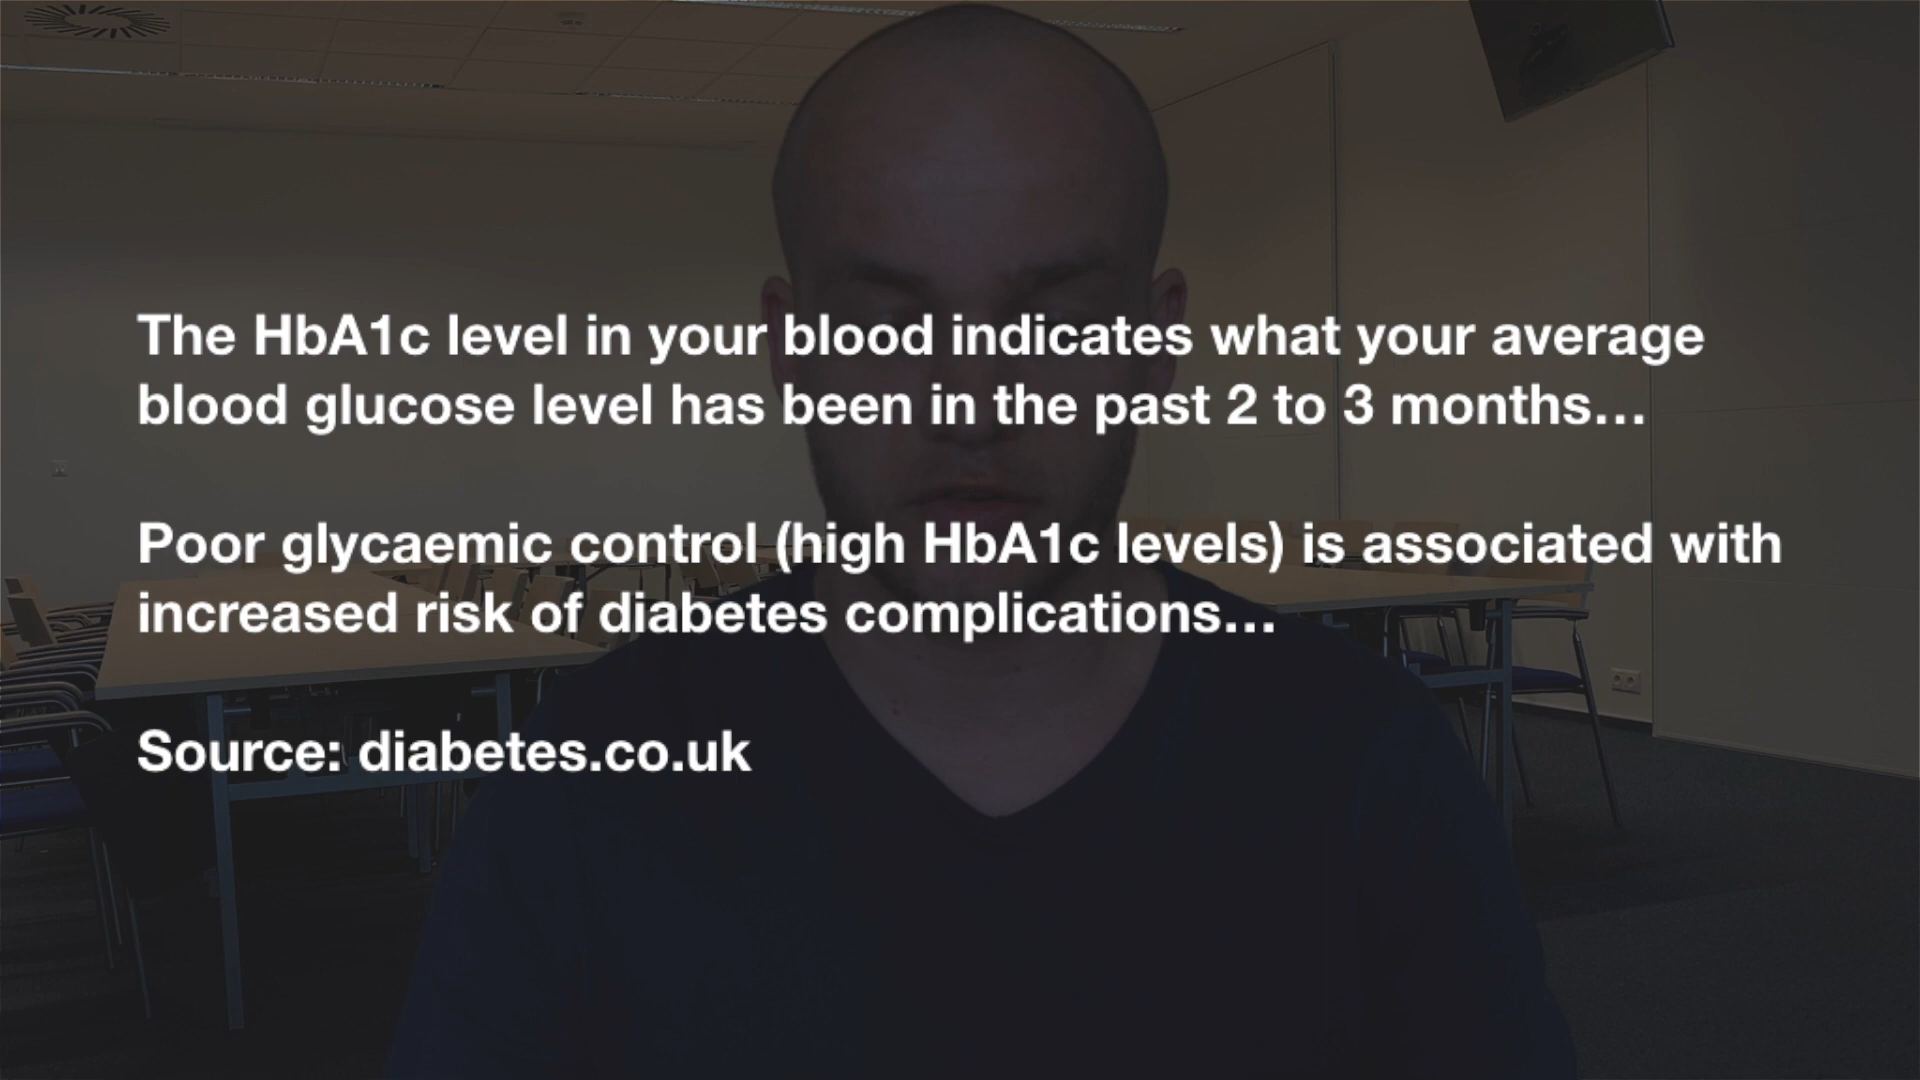 The HbA1c level in your blood indicates what your average
blood glucose level has been in the past 2 to 3 months…
Poor glycaemic control (high HbA1c levels) is associated with
increased risk of diabetes complications…
Source: diabetes.co.uk